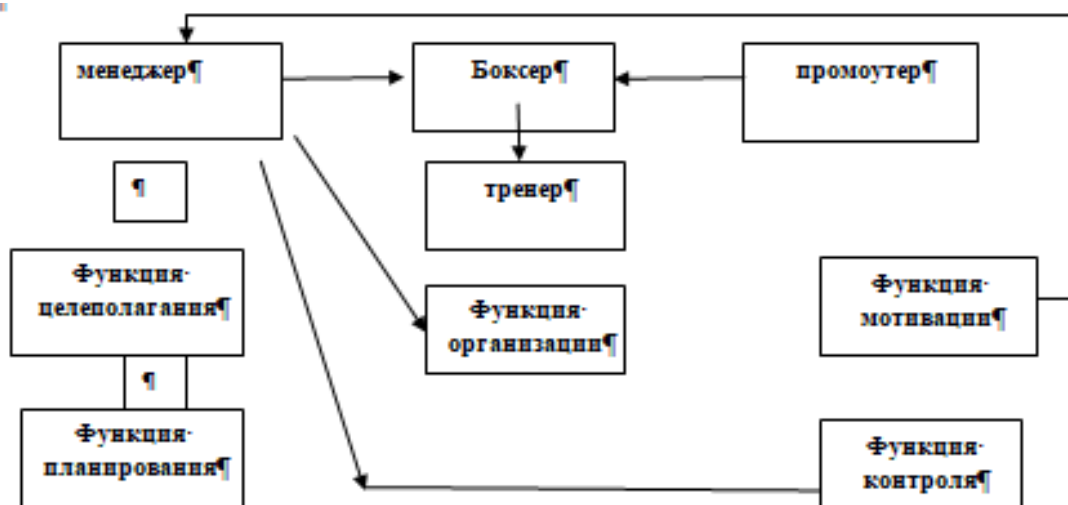 менеджер¶
Боксер¶
промоутер¶
¶
тренер¶
Функция·
целеполагания¶
Функция·
организации¶
Функция·
мотивации¶
¶
Функция·
планирования¶
Функция·
контроля¶